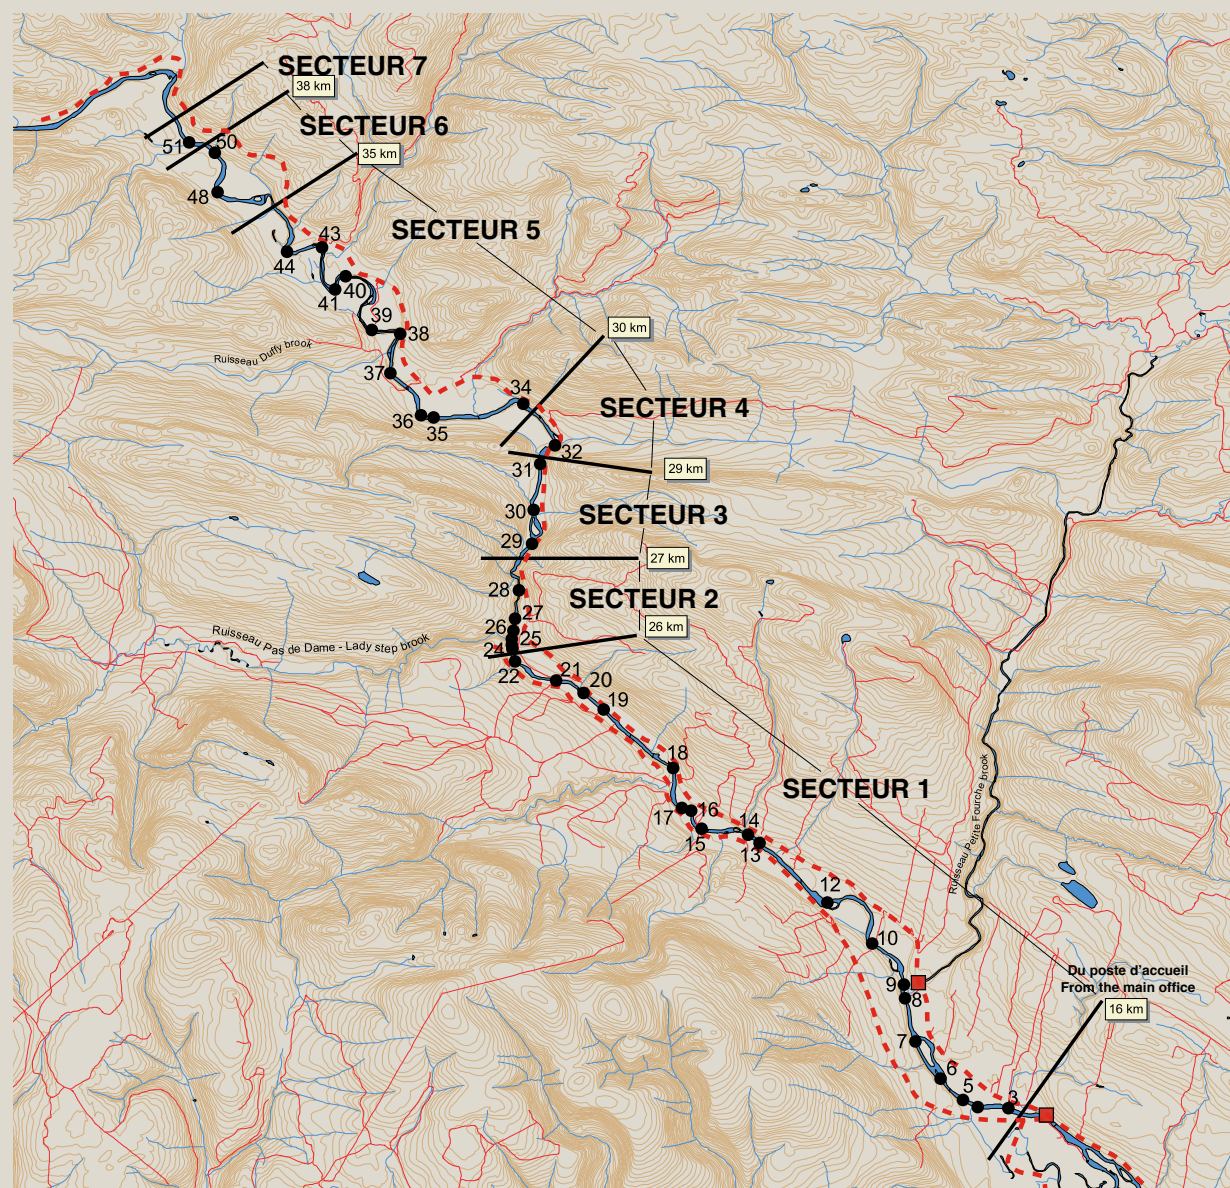 SECTEUR 7
38 km
SECTEUR 6
51
50
35 km
48
SECTEUR 5
43
44
40
41
39
30 km
38
Ruisseau Duffy brook
37
34
SECTEUR 4
36
35
32
31
29 km
30
SECTEUR 3
29
27 km
28
SECTEUR 2
27
26
26 km
25
Ruisseau Pas de Dame - Lady step brook
24
22
21
20
19
18
SECTEUR 1
Ruisseau Petite Fourche brook
17
16
14
15
13
12
10
Du poste d'accueil
From the main office
9
8
16 km
7
6
5
3